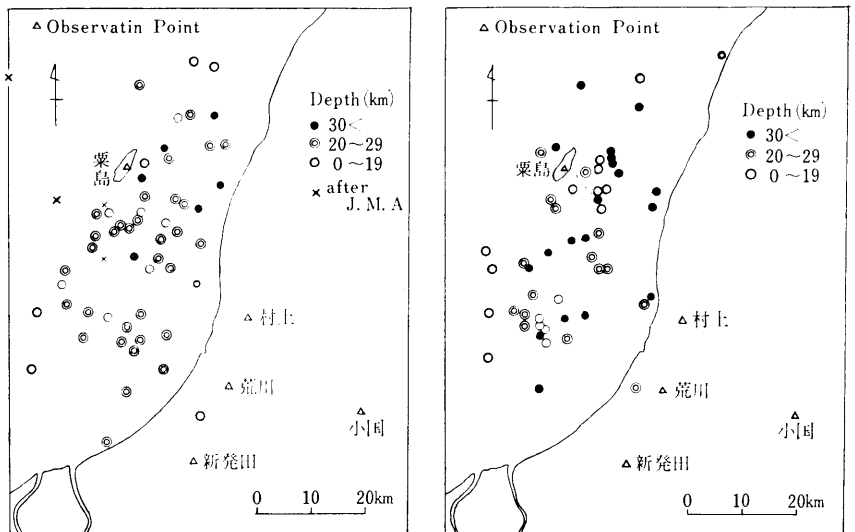 △ Observatin Point
Depth (km)
● 30<
◎ 20～29
○ 0～19
× after
J. M. A
粟島
△ 村上
△ 荒川
△
小国
△ 新発田
0 10 20km
△ Observation Point
Depth (km)
● 30<
◎ 20～29
○ 0～19
粟島
△ 村上
△ 荒川
△
小国
△ 新発田
0 10 20km